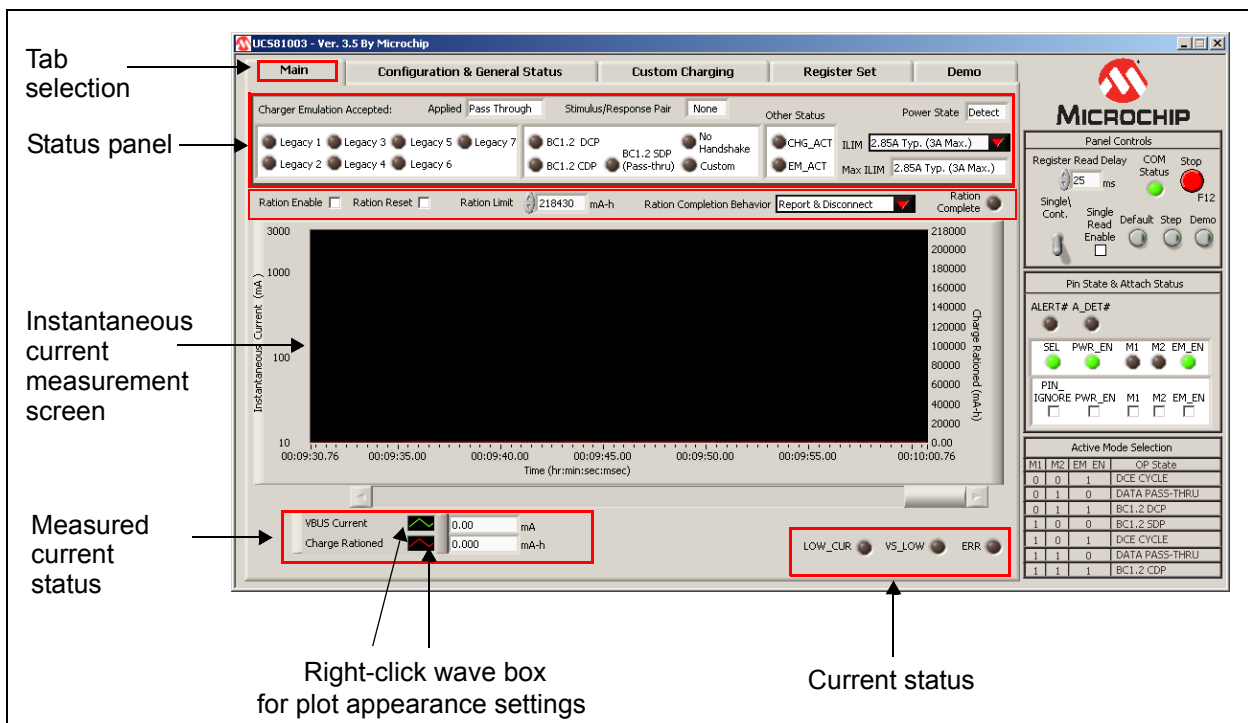 Tab
selection
Status panel
Instantaneous
current
measurement
screen
Measured
current
status
UCS81003 - Ver. 3.5 By Microchip
Main Configuration & General Status Custom Charging Register Set Demo
Charger Emulation Accepted: Applied Pass Through Stimulus/Response Pair None Other Status Power State Detect
Legacy 1 Legacy 3 Legacy 5 Legacy 7 BC1.2 DCP BC1.2 SDP (Pass-thru) No Handshake CHG_ACT ILIM 2.85A Typ. (3A Max.)
Legacy 2 Legacy 4 Legacy 6 BC1.2 CDP Custom EM_ACT Max ILIM 2.85A Typ. (3A Max.)
Ration Enable Ration Reset Ration Limit 218430 mA-h Ration Completion Behavior Report & Disconnect Ration Complete
Instantaneous Current (mA)
3000
1000
100
10
218000
200000
180000
160000
140000
120000
100000
80000
60000
40000
20000
0.00
Charge Rationed (mA-h)
00:09:30.76 00:09:35.00 00:09:40.00 00:09:45.00 00:09:50.00 00:09:55.00 00:10:00.76
Time (hr:min:sec:msec)
VBUS Current 0.00 mA
Charge Rationed 0.000 mA-h
LOW_CUR VS_LOW ERR
MICROCHIP
Panel Controls
Register Read Delay COM Status Stop
25 ms
F12
Single\
Cont. Single Read Enable Default Step Demo
Pin State & Attach Status
ALERT# A_DET#
SEL PWR_EN M1 M2 EM_EN
PIN_
IGNORE PWR_EN M1 M2 EM_EN
Active Mode Selection
M1 M2 EM EN OP State
0 0 1 DCE CYCLE
0 1 0 DATA PASS-THRU
0 1 1 BC1.2 DCP
1 0 0 BC1.2 SDP
1 0 1 DCE CYCLE
1 1 0 DATA PASS-THRU
1 1 1 BC1.2 CDP
Right-click wave box
for plot appearance settings
Current status